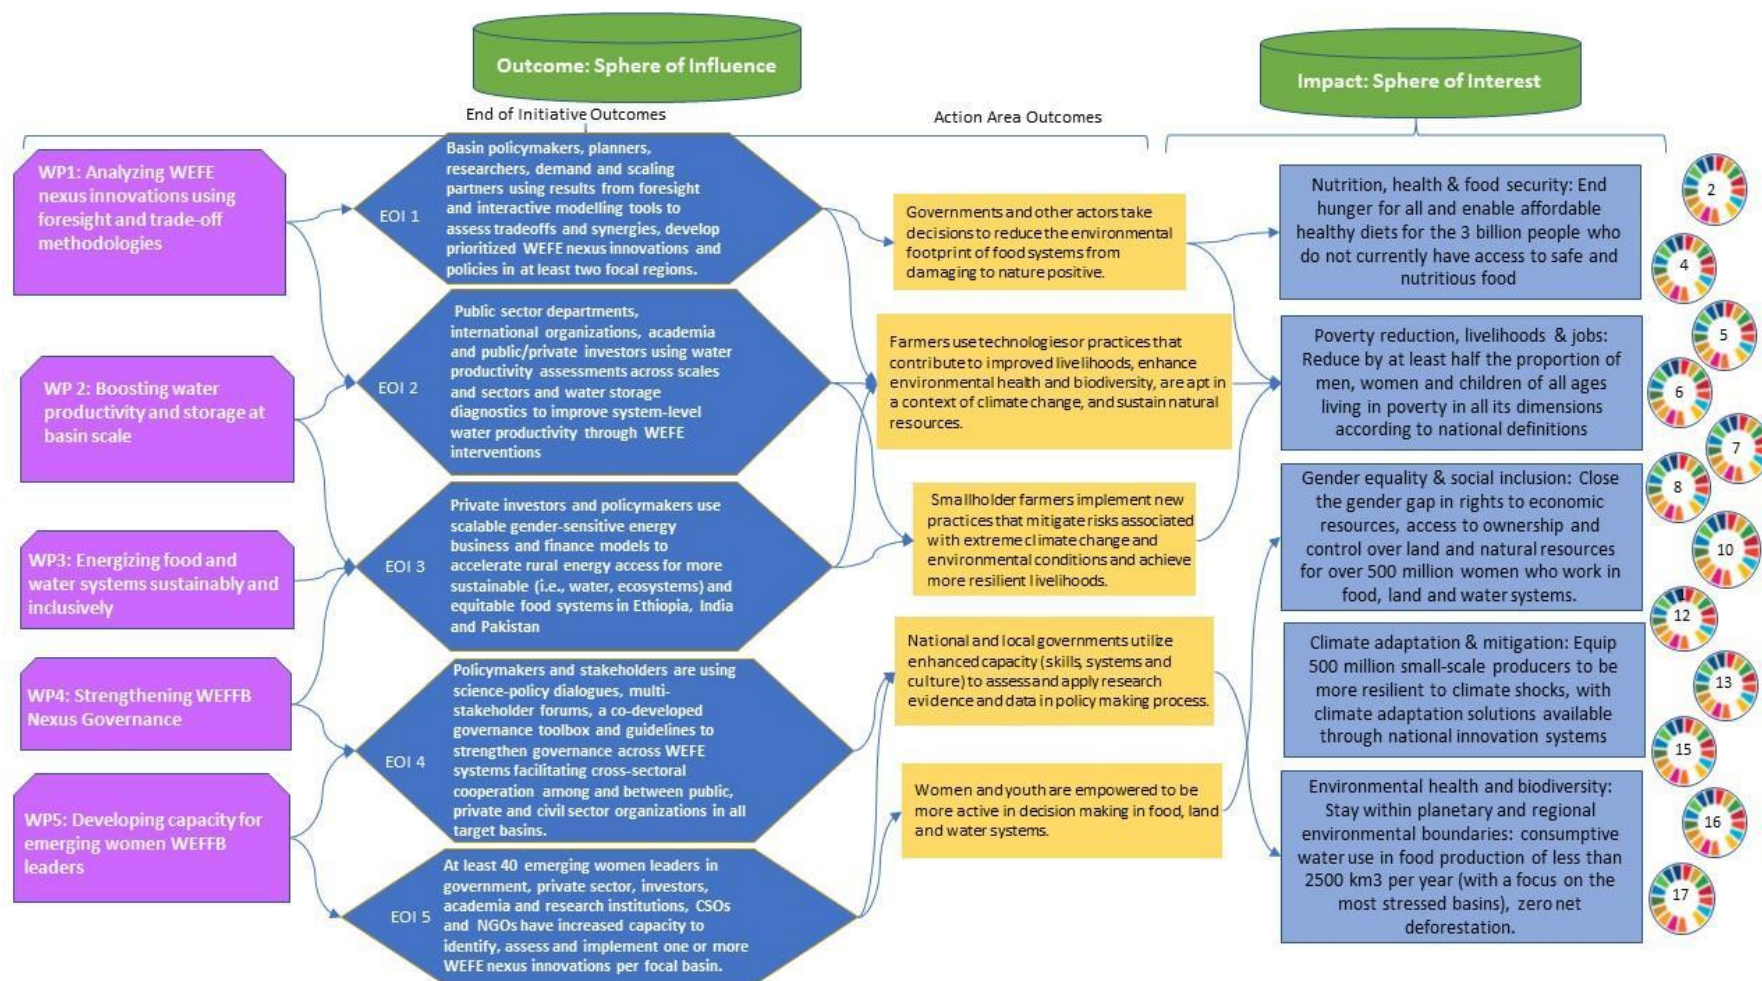 Outcome: Sphere of Influence
Impact: Sphere of Interest
End of Initiative Outcomes
Action Area Outcomes
WP1: Analyzing WEFE
nexus innovations using
foresight and trade-off
methodologies
WP 2: Boosting water
productivity and storage at
basin scale
WP3: Energizing food and
water systems sustainably and
inclusively
WP4: Strengthening WEFFB
Nexus Governance
WP5: Developing capacity for
emerging women WEFFB
leaders
EOI 1
Basin policymakers, planners,
researchers, demand and scaling
partners using results from foresight
and interactive modelling tools to
assess tradeoffs and synergies, develop
prioritized WEFE nexus innovations and
policies in at least two focal regions.
EOI 2
Public sector departments,
international organizations, academia
and public/private investors using water
productivity assessments across scales
and sectors and water storage
diagnostics to improve system-level
water productivity through WEFE
interventions
EOI 3
Private investors and policymakers use
scalable gender-sensitive energy
business and finance models to
accelerate rural energy access for more
sustainable (i.e., water, ecosystems) and
equitable food systems in Ethiopia, India
and Pakistan
EOI 4
Policymakers and stakeholders are using
science-policy dialogues, multi-
stakeholder forums, a co-developed
governance toolbox and guidelines to
strengthen governance across WEFE
systems facilitating cross-sectoral
cooperation among and between public,
private and civil sector organizations in all
target basins.
EOI 5
At least 40 emerging women leaders in
government, private sector, investors,
academia and research institutions, CSOs
and NGOs have increased capacity to
identify, assess and implement one or more
WEFE nexus innovations per focal basin.
Governments and other actors take
decisions to reduce the environmental
footprint of food systems from
damaging to nature positive.
Farmers use technologies or practices that
contribute to improved livelihoods, enhance
environmental health and biodiversity, are apt in
a context of climate change, and sustain natural
resources.
Smallholder farmers implement new
practices that mitigate risks associated
with extreme climate change and
environmental conditions and achieve
more resilient livelihoods.
National and local governments utilize
enhanced capacity (skills, systems and
culture) to assess and apply research
evidence and data in policy making process.
Women and youth are empowered to be
more active in decision making in food, land
and water systems.
Nutrition, health & food security: End
hunger for all and enable affordable
healthy diets for the 3 billion people who
do not currently have access to safe and
nutritious food
Poverty reduction, livelihoods & jobs:
Reduce by at least half the proportion of
men, women and children of all ages
living in poverty in all its dimensions
according to national definitions
Gender equality & social inclusion: Close
the gender gap in rights to economic
resources, access to ownership and
control over land and natural resources
for over 500 million women who work in
food, land and water systems.
Climate adaptation & mitigation: Equip
500 million small-scale producers to be
more resilient to climate shocks, with
climate adaptation solutions available
through national innovation systems
Environmental health and biodiversity:
Stay within planetary and regional
environmental boundaries: consumptive
water use in food production of less than
2500 km3 per year (with a focus on the
most stressed basins), zero net
deforestation.
2
4
5
6
7
8
10
1
12
13
15
16
17